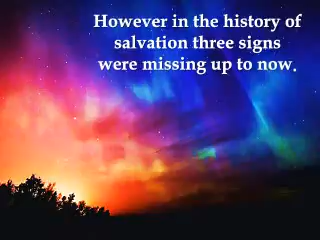 However in the history of
salvation three signs
were missing up to now.